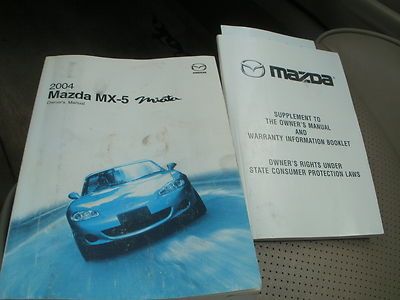 2004
Mazda MX-5 Miata
Owner's Manual
mazda
SUPPLEMENT TO
THE OWNER'S MANUAL
AND
WARRANTY INFORMATION BOOKLET
OWNER'S RIGHTS UNDER
STATE CONSUMER PROTECTION LAWS